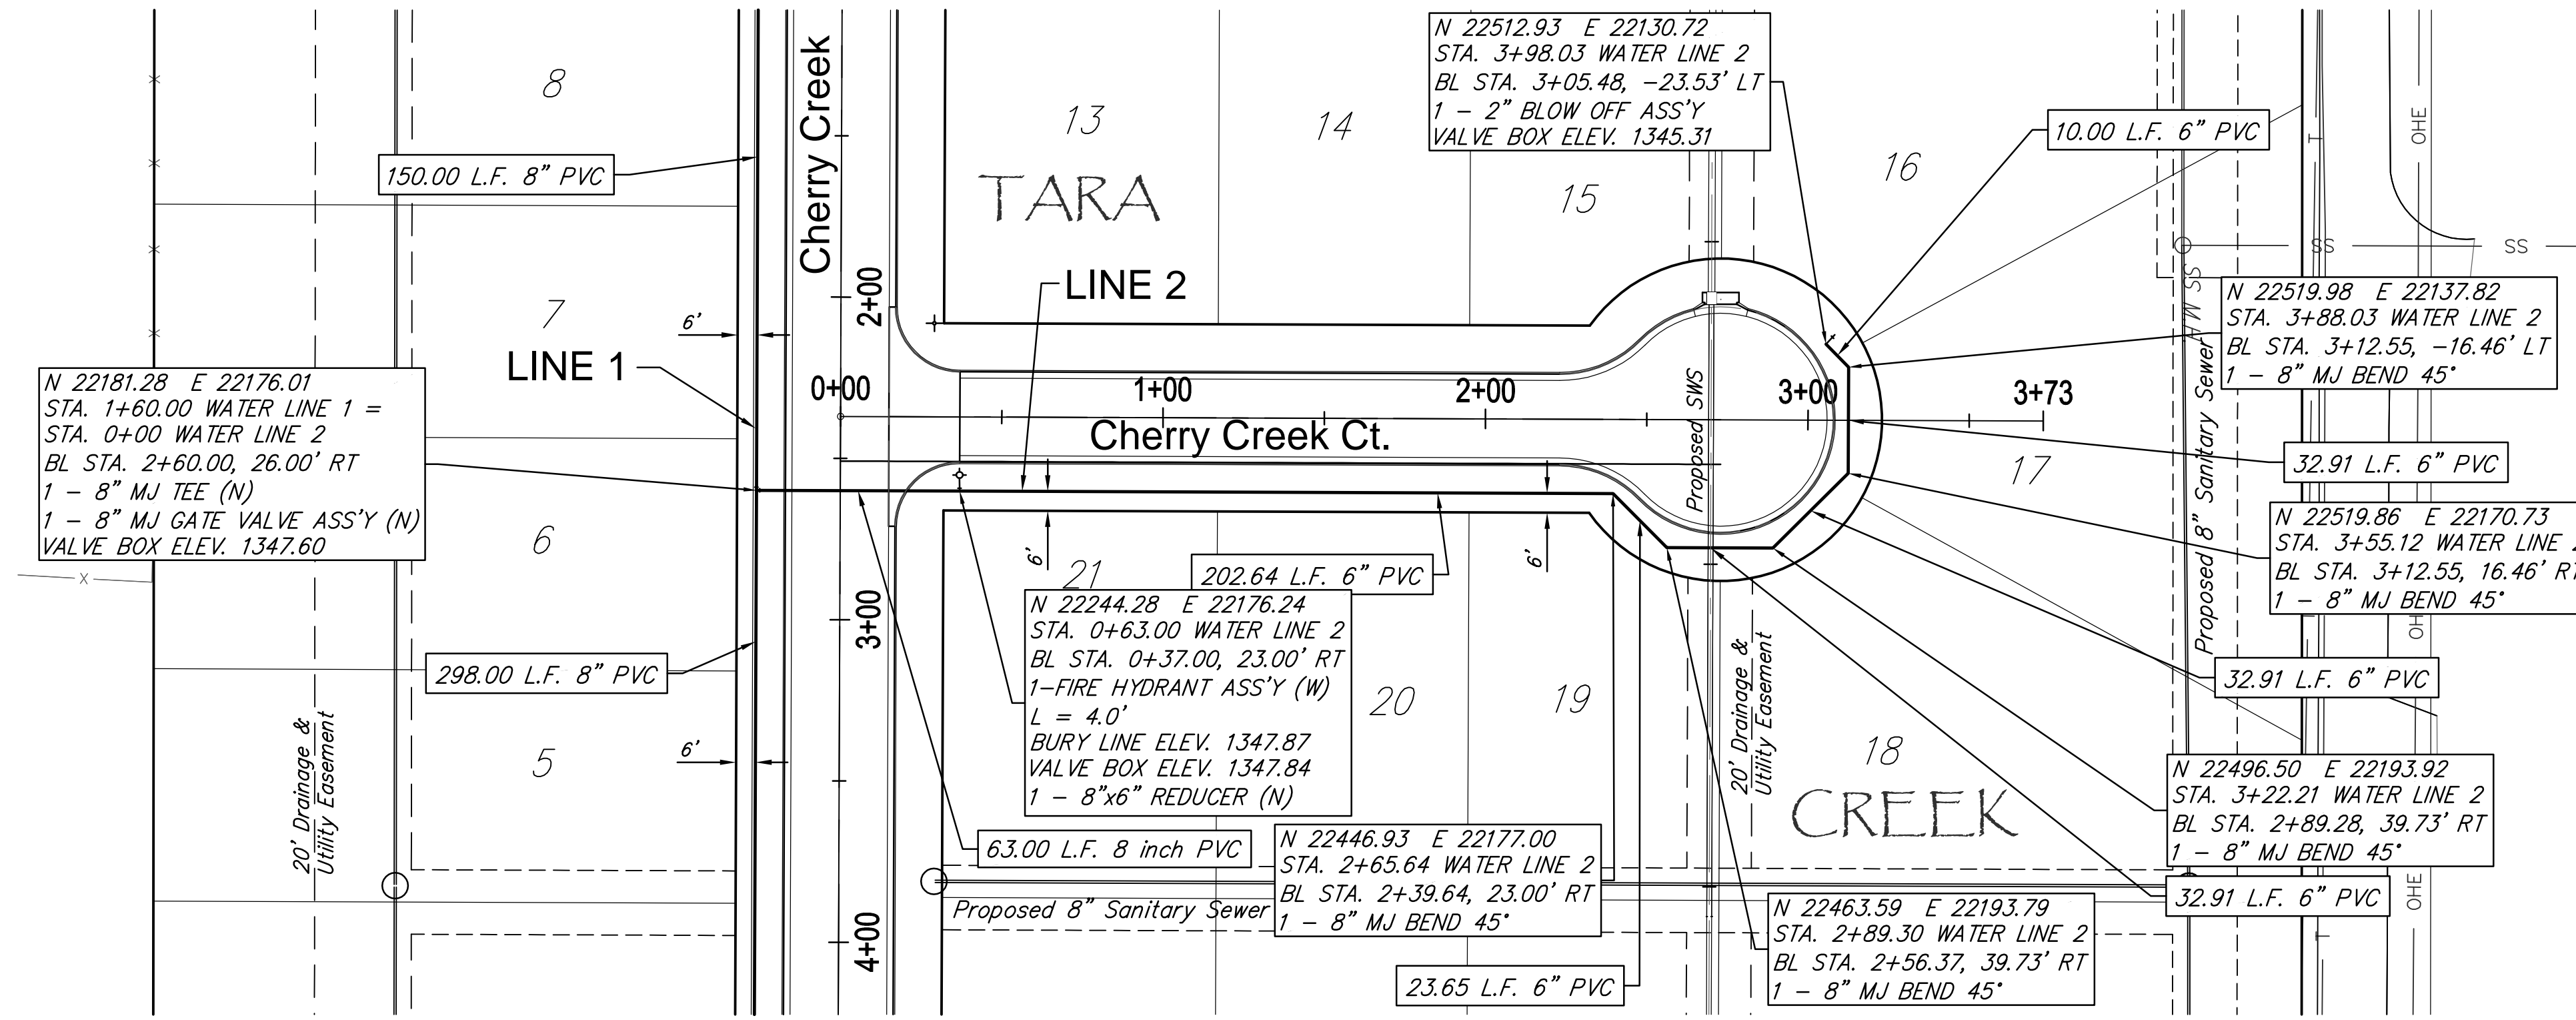 8
13
14
15
16
TARA
Cherry Creek
150.00 L.F. 8" PVC
N 22512.93 E 22130.72
STA. 3+98.03 WATER LINE 2
BL STA. 3+05.48, -23.53' LT
1 - 2" BLOW OFF ASS'Y
VALVE BOX ELEV. 1345.31
10.00 L.F. 6" PVC
OHE
T
SS
SS
SS MH
2+00
LINE 2
7
6'
LINE 1
N 22519.98 E 22137.82
STA. 3+88.03 WATER LINE 2
BL STA. 3+12.55, -16.46' LT
1 - 8" MJ BEND 45°
N 22181.28 E 22176.01
STA. 1+60.00 WATER LINE 1 =
STA. 0+00 WATER LINE 2
BL STA. 2+60.00, 26.00' RT
1 - 8" MJ TEE (N)
1 - 8" MJ GATE VALVE ASS'Y (N)
VALVE BOX ELEV. 1347.60
0+00
1+00
2+00
3+00
3+73
Proposed SWS
Cherry Creek Ct.
17
Proposed 8" Sanitary Sewer
32.91 L.F. 6" PVC
N 22519.86 E 22170.73
STA. 3+55.12 WATER LINE 2
BL STA. 3+12.55, 16.46' RT
1 - 8" MJ BEND 45°
6
X
21
6'
6'
202.64 L.F. 6" PVC
N 22244.28 E 22176.24
STA. 0+63.00 WATER LINE 2
BL STA. 0+37.00, 23.00' RT
1-FIRE HYDRANT ASS'Y (W)
L = 4.0'
BURY LINE ELEV. 1347.87
VALVE BOX ELEV. 1347.84
1 - 8"x6" REDUCER (N)
3+00
298.00 L.F. 8" PVC
20
19
18
CREEK
20' Drainage &
Utility Easement
32.91 L.F. 6" PVC
5
6'
20' Drainage &
Utility Easement
N 22496.50 E 22193.92
STA. 3+22.21 WATER LINE 2
BL STA. 2+89.28, 39.73' RT
1 - 8" MJ BEND 45°
63.00 L.F. 8 inch PVC
N 22446.93 E 22177.00
STA. 2+65.64 WATER LINE 2
BL STA. 2+39.64, 23.00' RT
1 - 8" MJ BEND 45°
32.91 L.F. 6" PVC
OHE
T
4+00
Proposed 8" Sanitary Sewer
N 22463.59 E 22193.79
STA. 2+89.30 WATER LINE 2
BL STA. 2+56.37, 39.73' RT
1 - 8" MJ BEND 45°
23.65 L.F. 6" PVC